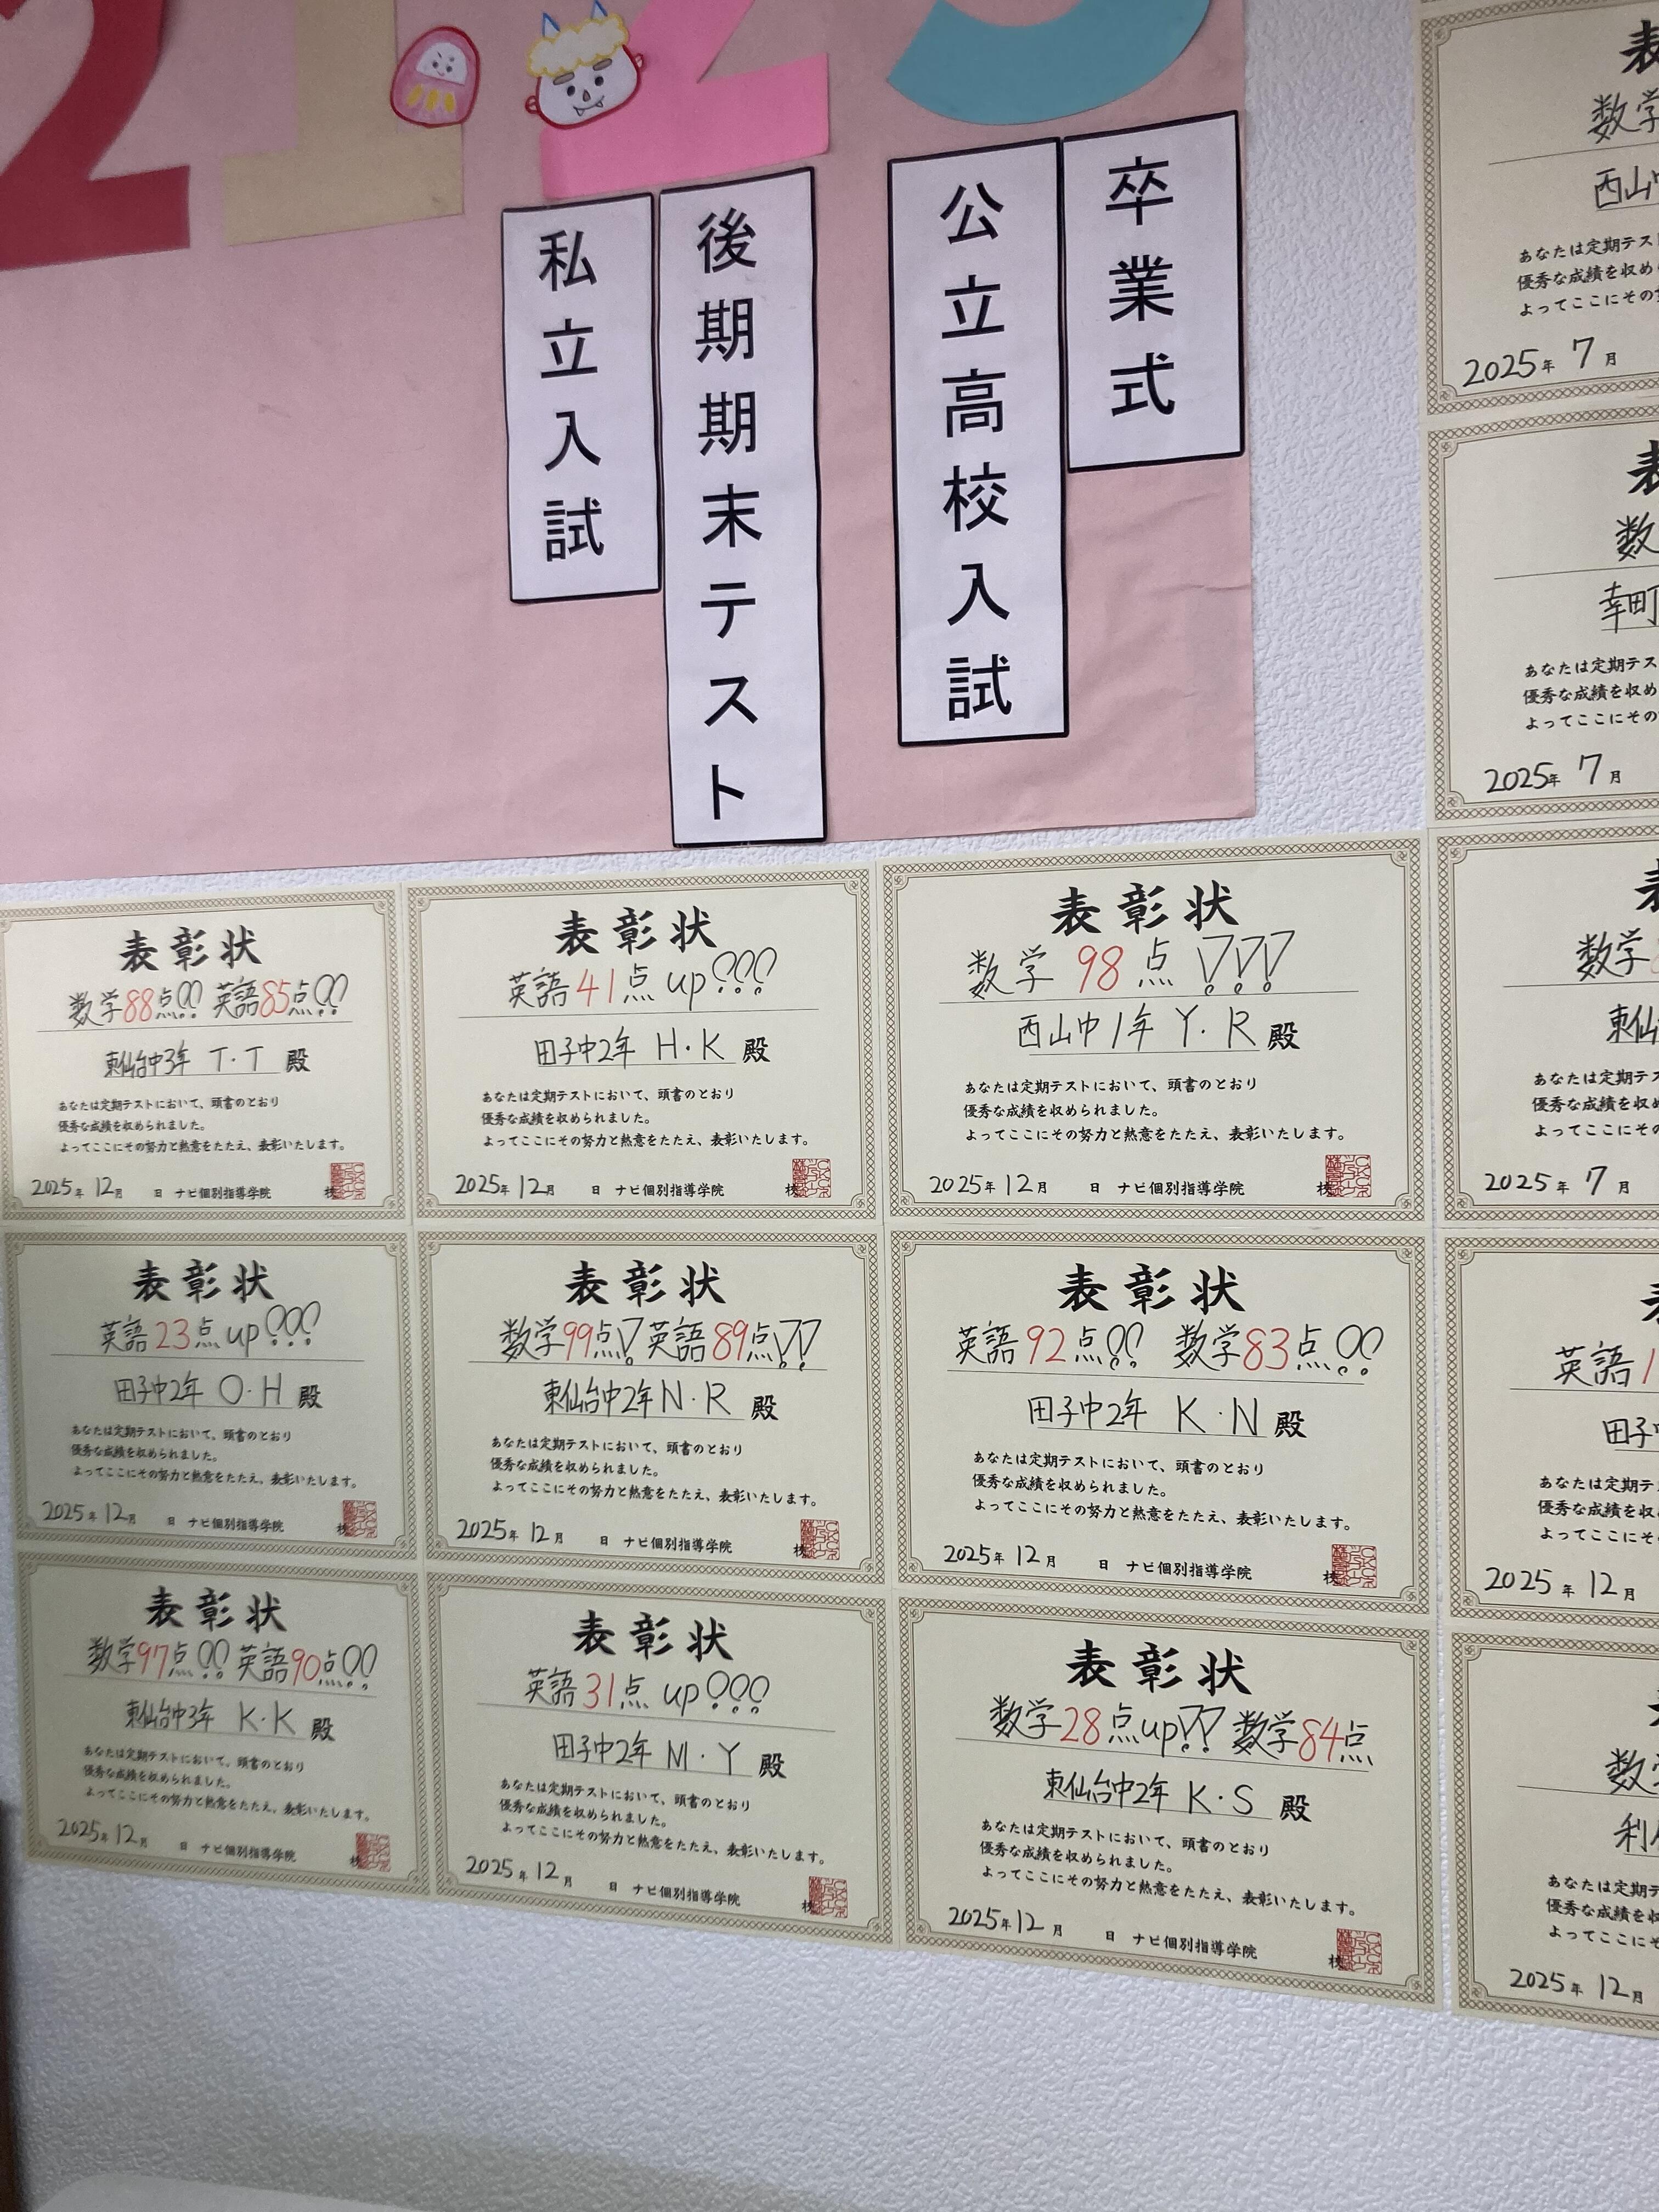 2
1
2
3
私立入試
後期期末テスト
公立高校入試
卒業式
表彰状
数学88点!! 英語85点!!
東仙台中3年 T・T 殿
あなたは定期テストにおいて、頭書のとおり
優秀な成績を収められました。
よってここにその努力と熱意をたたえ、表彰いたします。
2025年 12月 日 ナビ個別指導学院 校
表彰状
英語41点up!!!
田子中2年 H・K 殿
あなたは定期テストにおいて、頭書のとおり
優秀な成績を収められました。
よってここにその努力と熱意をたたえ、表彰いたします。
2025年 12月 日 ナビ個別指導学院 校
表彰状
数学 98点 !!!
西山中1年 Y.R 殿
あなたは定期テストにおいて、頭書のとおり
優秀な成績を収められました。
よってここにその努力と熱意をたたえ、表彰いたします。
2025年 12月 日 ナビ個別指導学院 校
表彰状
英語23点up!!!
田子中2年 O・H 殿
あなたは定期テストにおいて、頭書のとおり
優秀な成績を収められました。
よってここにその努力と熱意をたたえ、表彰いたします。
2025年 12月 日 ナビ個別指導学院 校
表彰状
数学99点! 英語89点!!
東仙台中2年 N・R 殿
あなたは定期テストにおいて、頭書のとおり
優秀な成績を収められました。
よってここにその努力と熱意をたたえ、表彰いたします。
2025年 12月 日 ナビ個別指導学院 校
表彰状
英語92点!! 数学83点!!
田子中2年 K・N 殿
あなたは定期テストにおいて、頭書のとおり
優秀な成績を収められました。
よってここにその努力と熱意をたたえ、表彰いたします。
2025年 12月 日 ナビ個別指導学院 校
表彰状
数学97点!! 英語90点!!
東仙台中3年 K・K 殿
あなたは定期テストにおいて、頭書のとおり
優秀な成績を収められました。
よってここにその努力と熱意をたたえ、表彰いたします。
2025年 12月 日 ナビ個別指導学院 校
表彰状
英語31点up!!!
田子中2年 M・Y 殿
あなたは定期テストにおいて、頭書のとおり
優秀な成績を収められました。
よってここにその努力と熱意をたたえ、表彰いたします。
2025年 12月 日 ナビ個別指導学院 校
表彰状
数学28点up!! 数学84点
東仙台中2年 K・S 殿
あなたは定期テストにおいて、頭書のとおり
優秀な成績を収められました。
よってここにその努力と熱意をたたえ、表彰いたします。
2025年 12月 日 ナビ個別指導学院 校
表
数学
西山
あなたは定期テス
優秀な成績を収め
よってここにその
2025年 7月
表
数
幸町
あなたは定期テス
優秀な成績を収め
よってここにその
2025年 7月
数学
東仙
あなたは定期テス
優秀な成績を収め
よってここにその
2025年 7月
英語1
田子
あなたは定期テ
優秀な成績を収
よってここにそ
2025年 12月
数
利
あなたは定期テ
優秀な成績を収
よってここにそ
2025年 12月